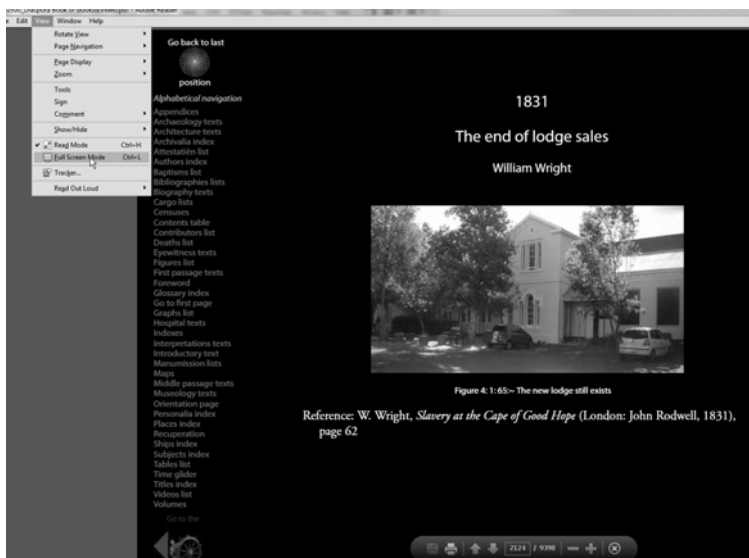 Edit View Window Help
Rotate View
Page Navigation
Page Display
Zoom
Tools
Sign
Comment
Show/Hide
Read Mode Ctrl+H
Full Screen Mode Ctrl+L
Tracker...
Read Out Loud
Go back to last
position
Alphabetical navigation
Appendices
Archaeology texts
Architecture texts
Archivalia index
Attestatiën list
Authors index
Baptisms list
Bibliographies lists
Biography texts
Cargo lists
Censuses
Contents table
Contributors list
Deaths list
Eyewitness texts
Figures list
First passage texts
Foreword
Glossary index
Go to first page
Graphs list
Hospital texts
Indexes
Interpretations texts
Introductory text
Manumission lists
Maps
Middle passage texts
Museology texts
Orientation page
Personalia index
Places index
Recuperation
Ships index
Subjects index
Tables list
Time glider
Titles index
Videos list
Volumes
Go to the
1831
The end of lodge sales
William Wright
Figure 4: 1: 65:~ The new lodge still exists
Reference: W. Wright, Slavery at the Cape of Good Hope (London: John Rodwell, 1831),
page 62
2124 / 9390